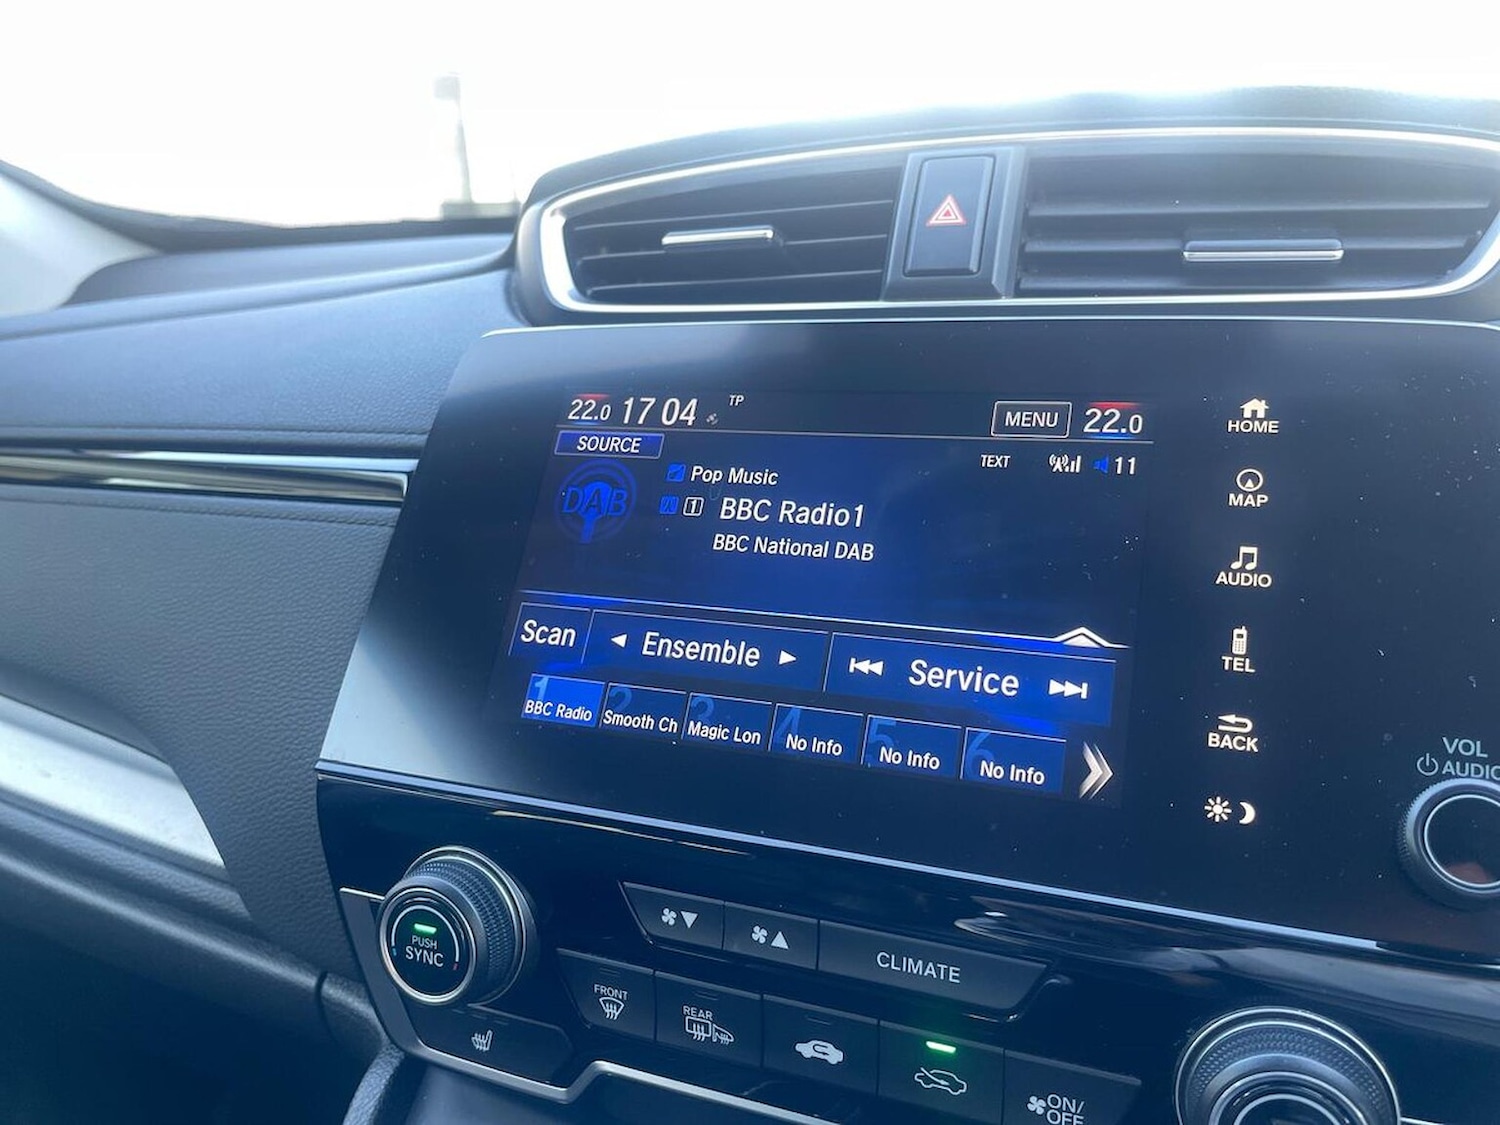 22.0 17 04 TP MENU 22.0
SOURCE
TEXT 11
DAB
Pop Music
1 BBC Radio1
BBC National DAB
Scan Ensemble Service
1 BBC Radio
2 Smooth Ch
3 Magic Lon
4 No Info
5 No Info
6 No Info
HOME
MAP
AUDIO
TEL
BACK
VOL
AUDIO
PUSH
SYNC
CLIMATE
FRONT
REAR
ON/
OFF